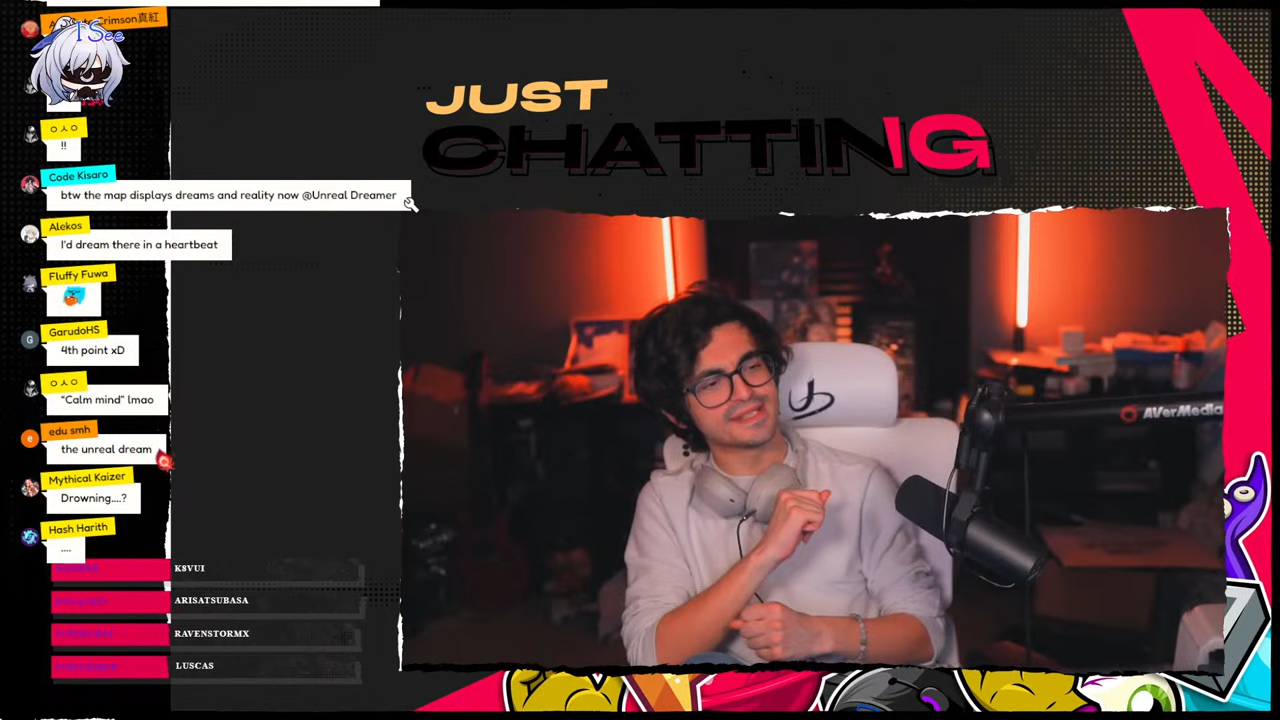 Crimson真紅
I See
ㅇㅅㅇ
!!
Code Kisaro
btw the map displays dreams and reality now @Unreal Dreamer
Alekos
I'd dream there in a heartbeat
Fluffy Fuwa
G
GarudoHS
4th point xD
ㅇㅅㅇ
"Calm mind" lmao
e
edu smh
the unreal dream
Mythical Kaizer
Drowning....?
Hash Harith
....
K8VUI
ARISATSUBASA
RAVENSTORMX
LUSCAS
JUST
CHATTING
AVerMedia